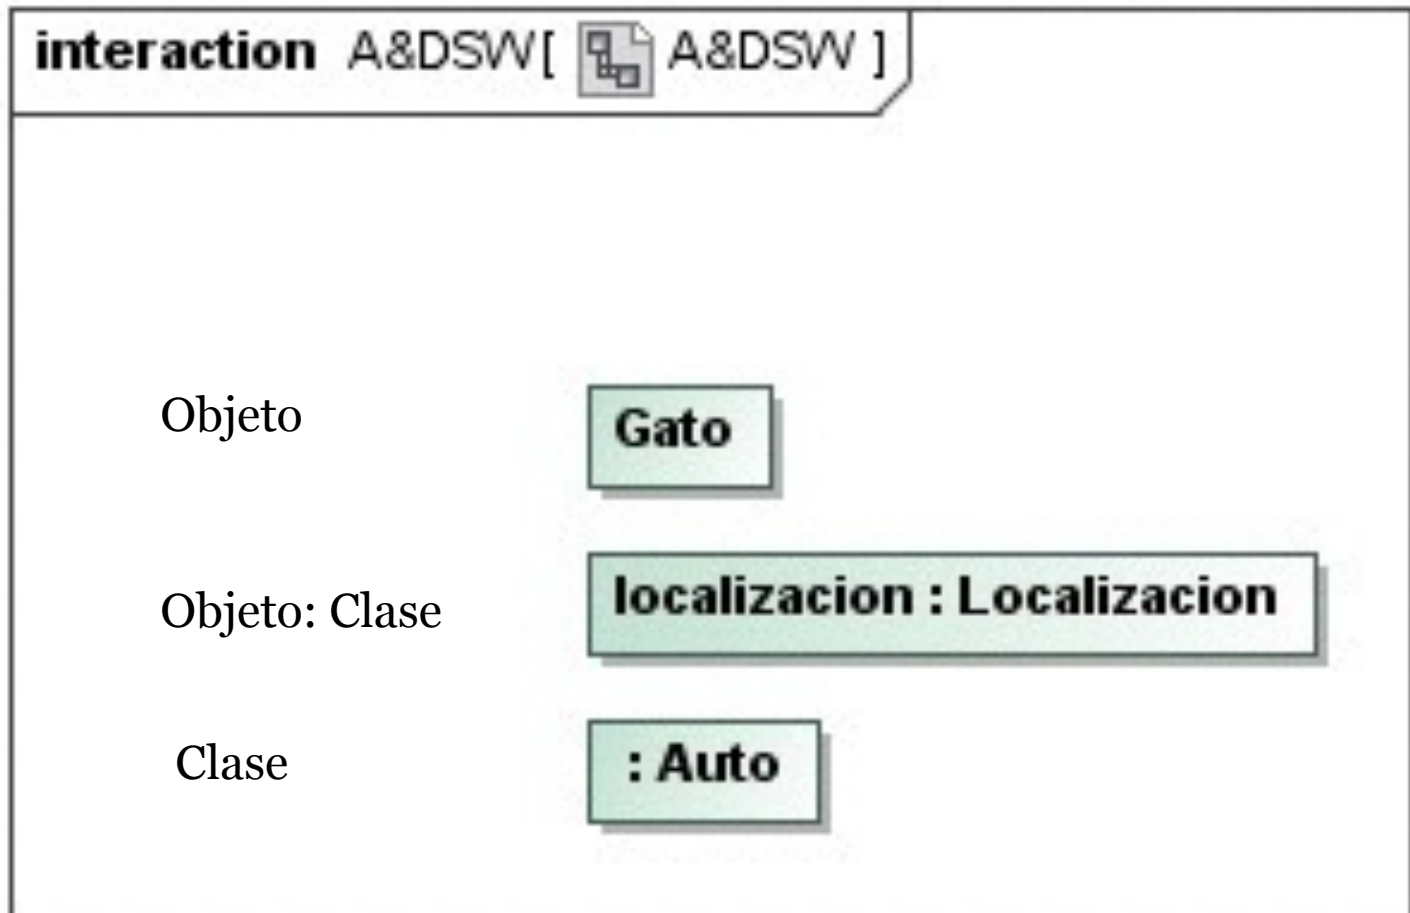 interaction A&DSW[ A&DSW ]
Objeto
Gato
Objeto: Clase
localizacion : Localizacion
Clase
: Auto